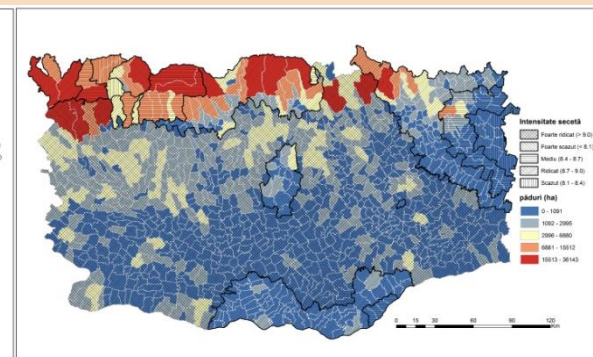 Intensitate secetă
Foarte ridicat (> 9.0)
Foarte scazut (< 8.1)
Mediu (8.4 - 8.7)
Ridicat (8.7 - 9.0)
Scazut (8.1 - 8.4)
păduri (ha)
0 - 1091
1092 - 2995
2996 - 6880
6881 - 15512
15513 - 36143
0 15 30 60 90 120